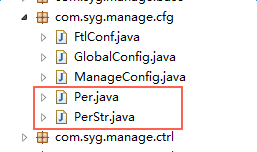 com.syg.manage.cfg
FtlConf.java
GlobalConfig.java
ManageConfig.java
Per.java
PerStr.java
com.syg.manage.ctrl